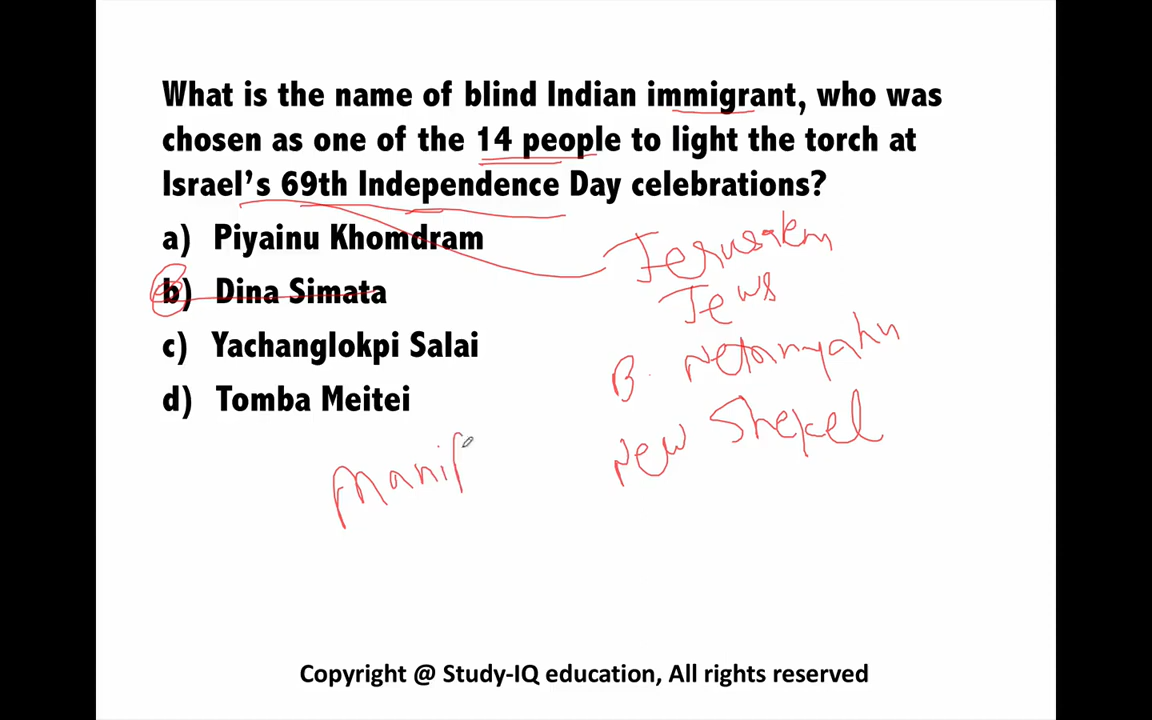 What is the name of blind Indian immigrant, who was
chosen as one of the 14 people to light the torch at
Israel's 69th Independence Day celebrations?
a) Piyainu Khomdram
b) Dina Simata
c) Yachanglokpi Salai
d) Tomba Meitei
Jerusalem
Jews
B. Netanyahu
New Shekel
Manip
Copyright @ Study-IQ education, All rights reserved